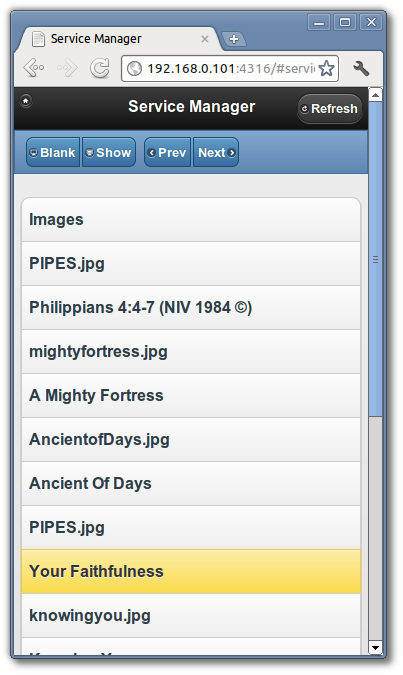 Service Manager
192.168.0.101:4316/#servi
Service Manager
Refresh
Blank Show Prev Next
Images
PIPES.jpg
Philippians 4:4-7 (NIV 1984 ©)
mightyfortress.jpg
A Mighty Fortress
AncientofDays.jpg
Ancient Of Days
PIPES.jpg
Your Faithfulness
knowingyou.jpg